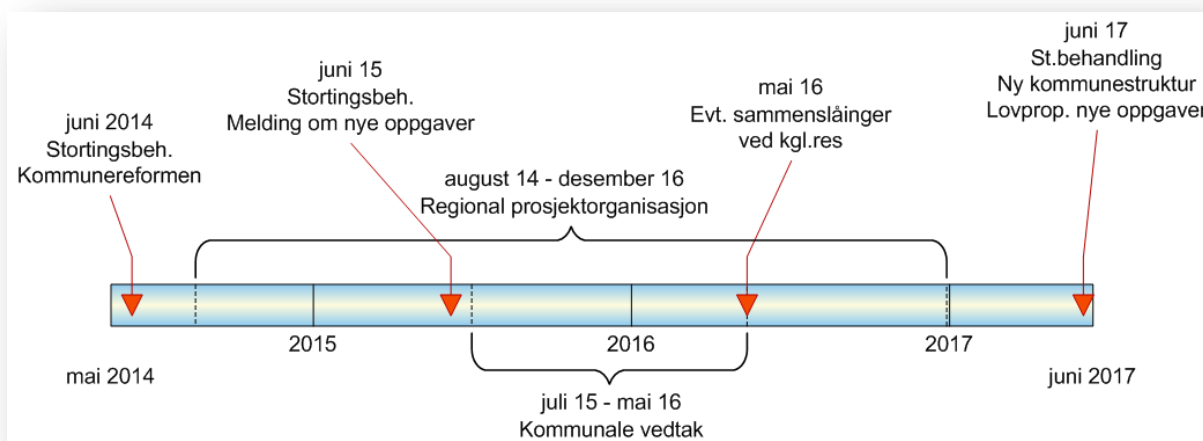 juni 2014
Stortingsbeh.
Kommunereformen
juni 15
Stortingsbeh.
Melding om nye oppgaver
august 14 - desember 16
Regional prosjektorganisasjon
mai 16
Evt. sammenslåinger
ved kgl.res
juni 17
St.behandling
Ny kommunestruktur
Lovprop. nye oppgaver
2015
2016
2017
mai 2014
juni 2017
juli 15 - mai 16
Kommunale vedtak